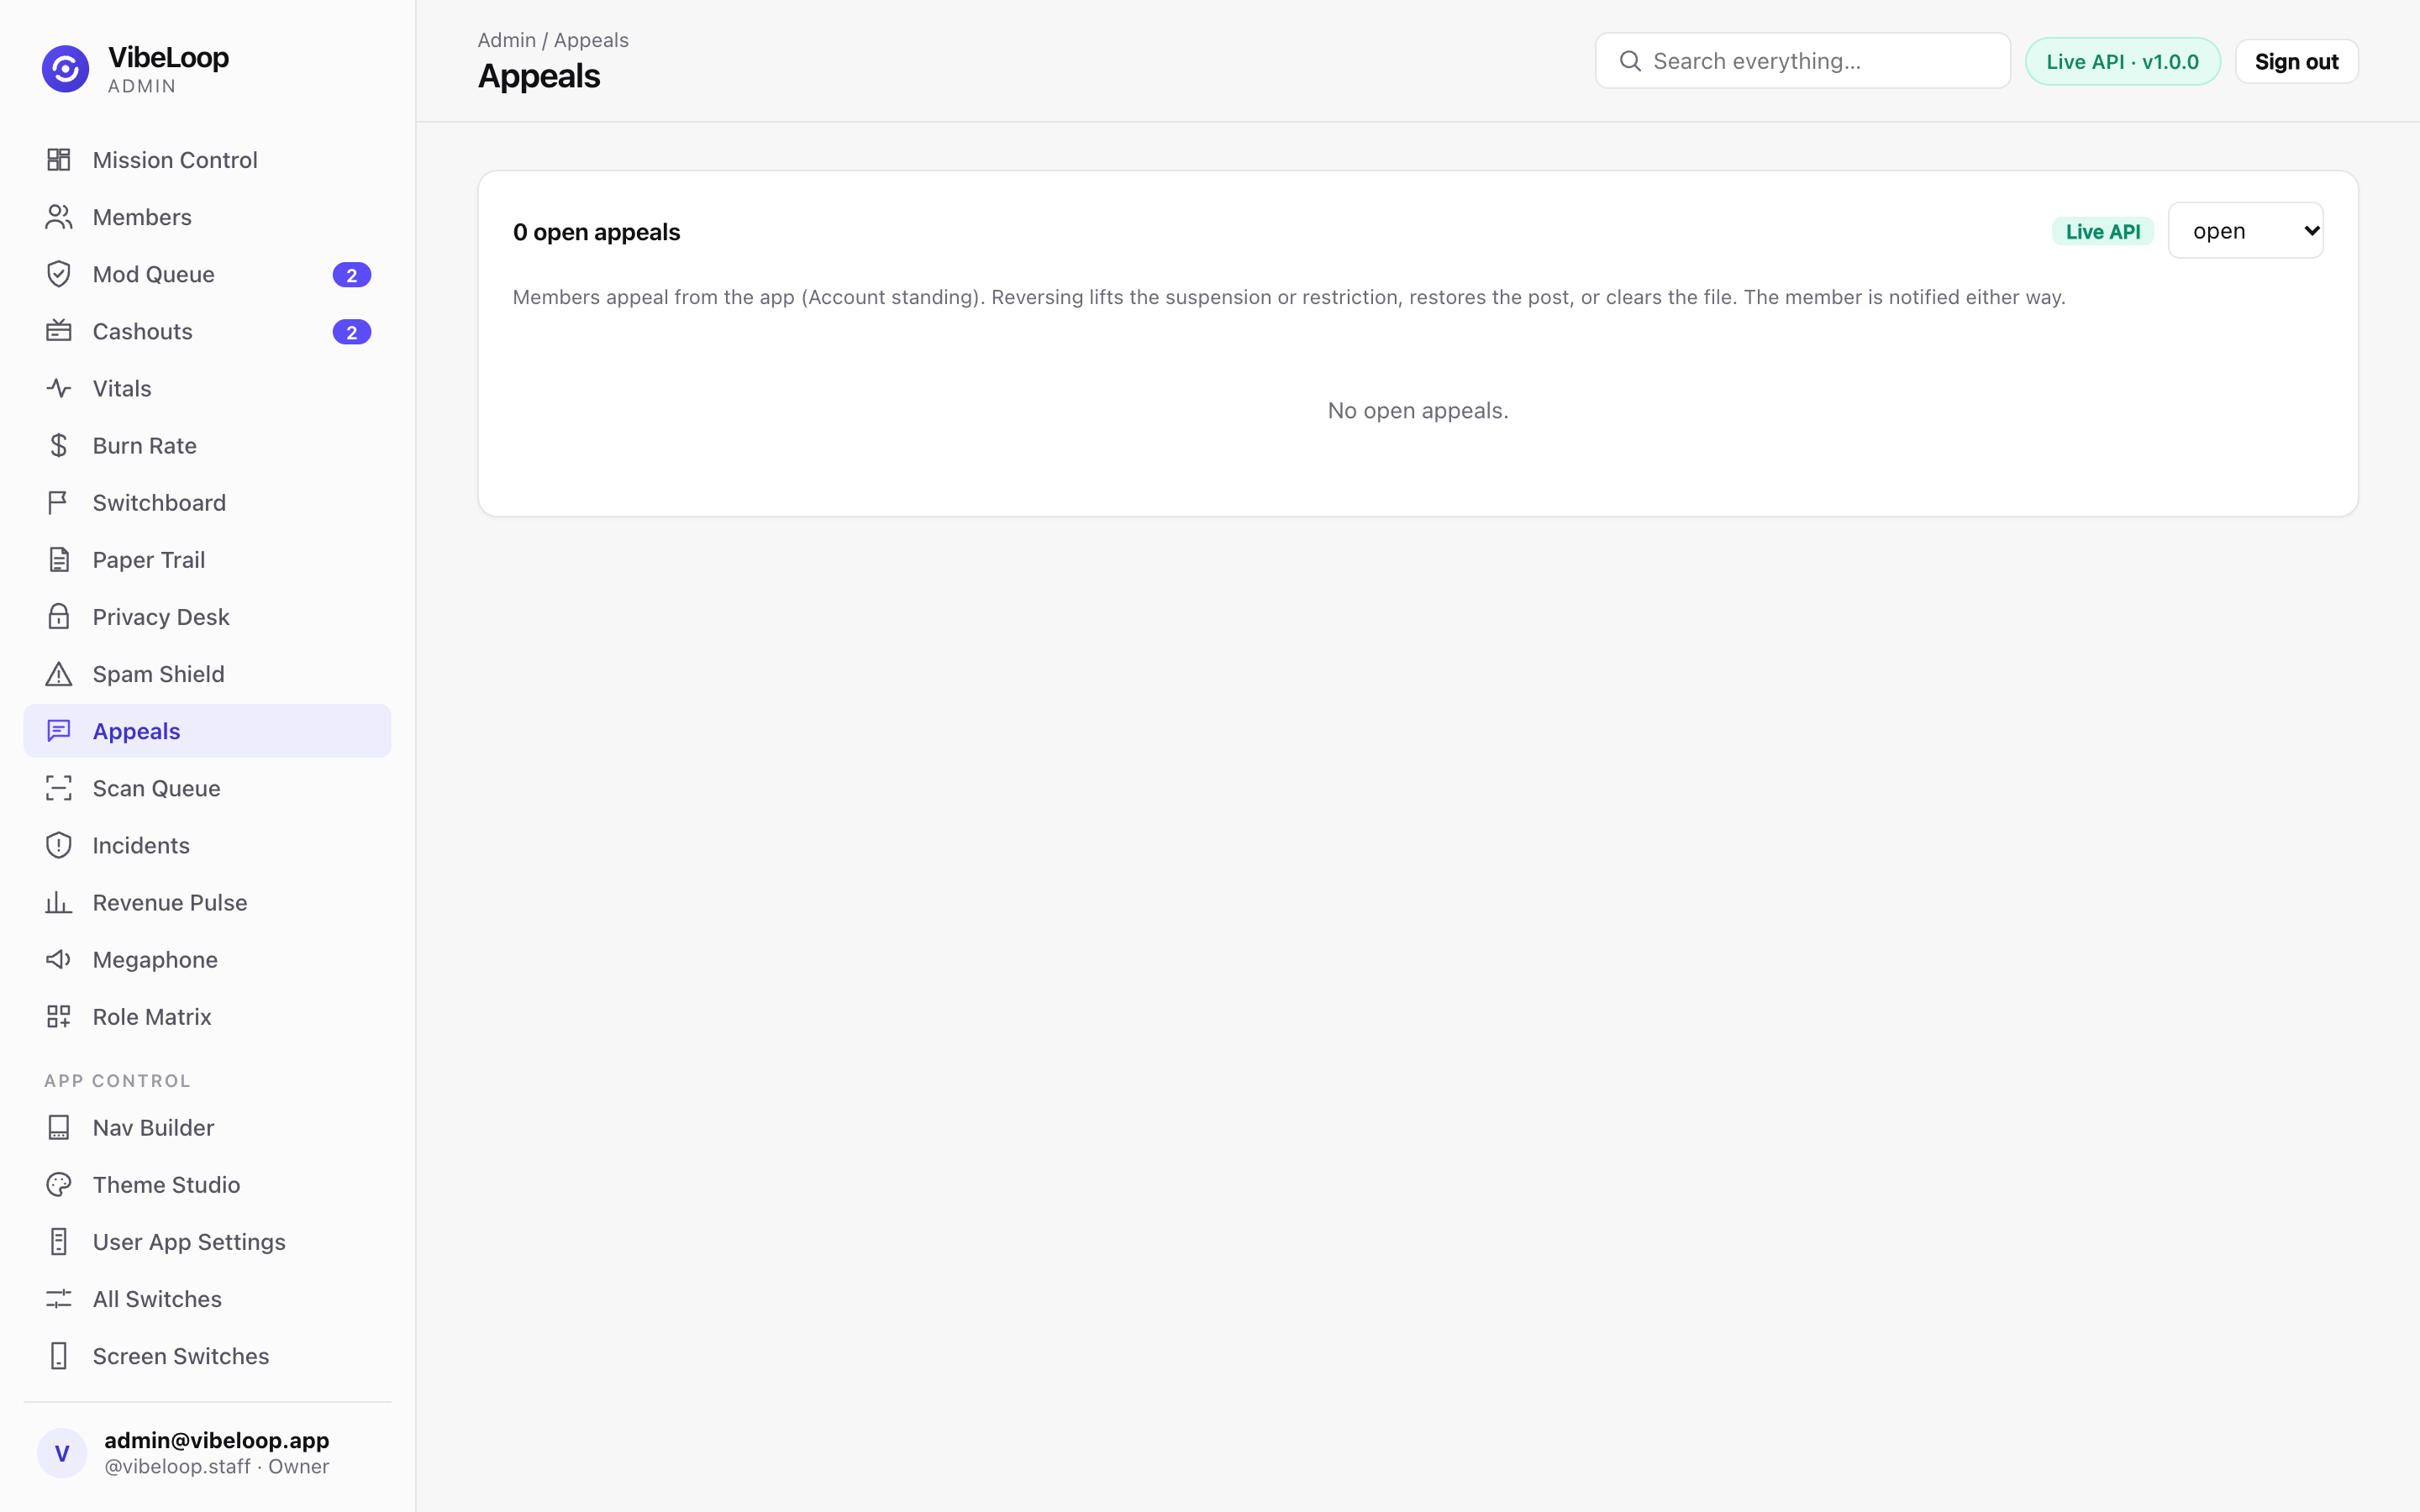 VibeLoop
ADMIN
Mission Control
Members
Mod Queue 2
Cashouts 2
Vitals
Burn Rate
Switchboard
Paper Trail
Privacy Desk
Spam Shield
Appeals
Scan Queue
Incidents
Revenue Pulse
Megaphone
Role Matrix
APP CONTROL
Nav Builder
Theme Studio
User App Settings
All Switches
Screen Switches
V
admin@vibeloop.app
@vibeloop.staff · Owner
Admin / Appeals
Appeals
Search everything...
Live API · v1.0.0
Sign out
0 open appeals
Live API
open
Members appeal from the app (Account standing). Reversing lifts the suspension or restriction, restores the post, or clears the file. The member is notified either way.
No open appeals.